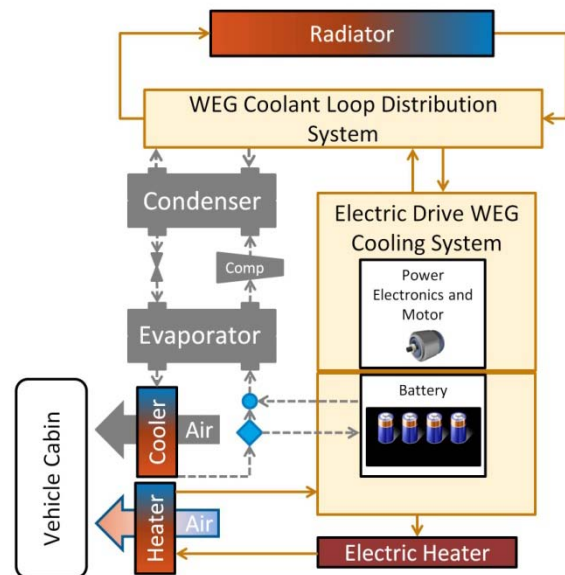 Radiator
WEG Coolant Loop Distribution
System
Condenser
Electric Drive WEG
Cooling System
Comp
Power
Electronics and
Motor
Evaporator
Battery
Vehicle Cabin
Cooler
Air
Heater
Air
Electric Heater